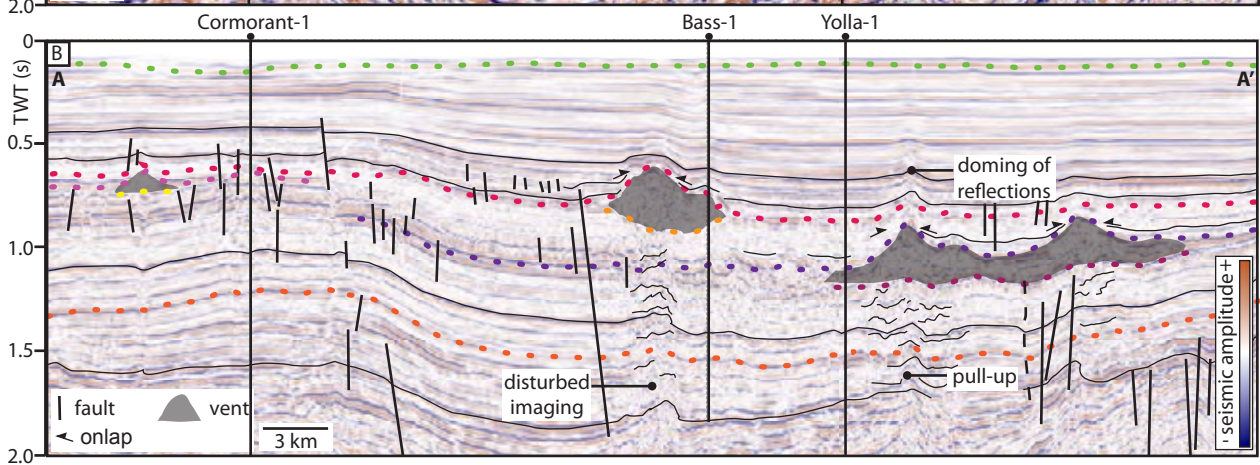 2.0
Cormorant-1
Bass-1
Yolla-1
0
B
A
A'
TWT (s)
0.5
doming of
reflections
1.0
1.5
disturbed
imaging
pull-up
fault
vent
onlap
3 km
2.0
- seismic amplitude+